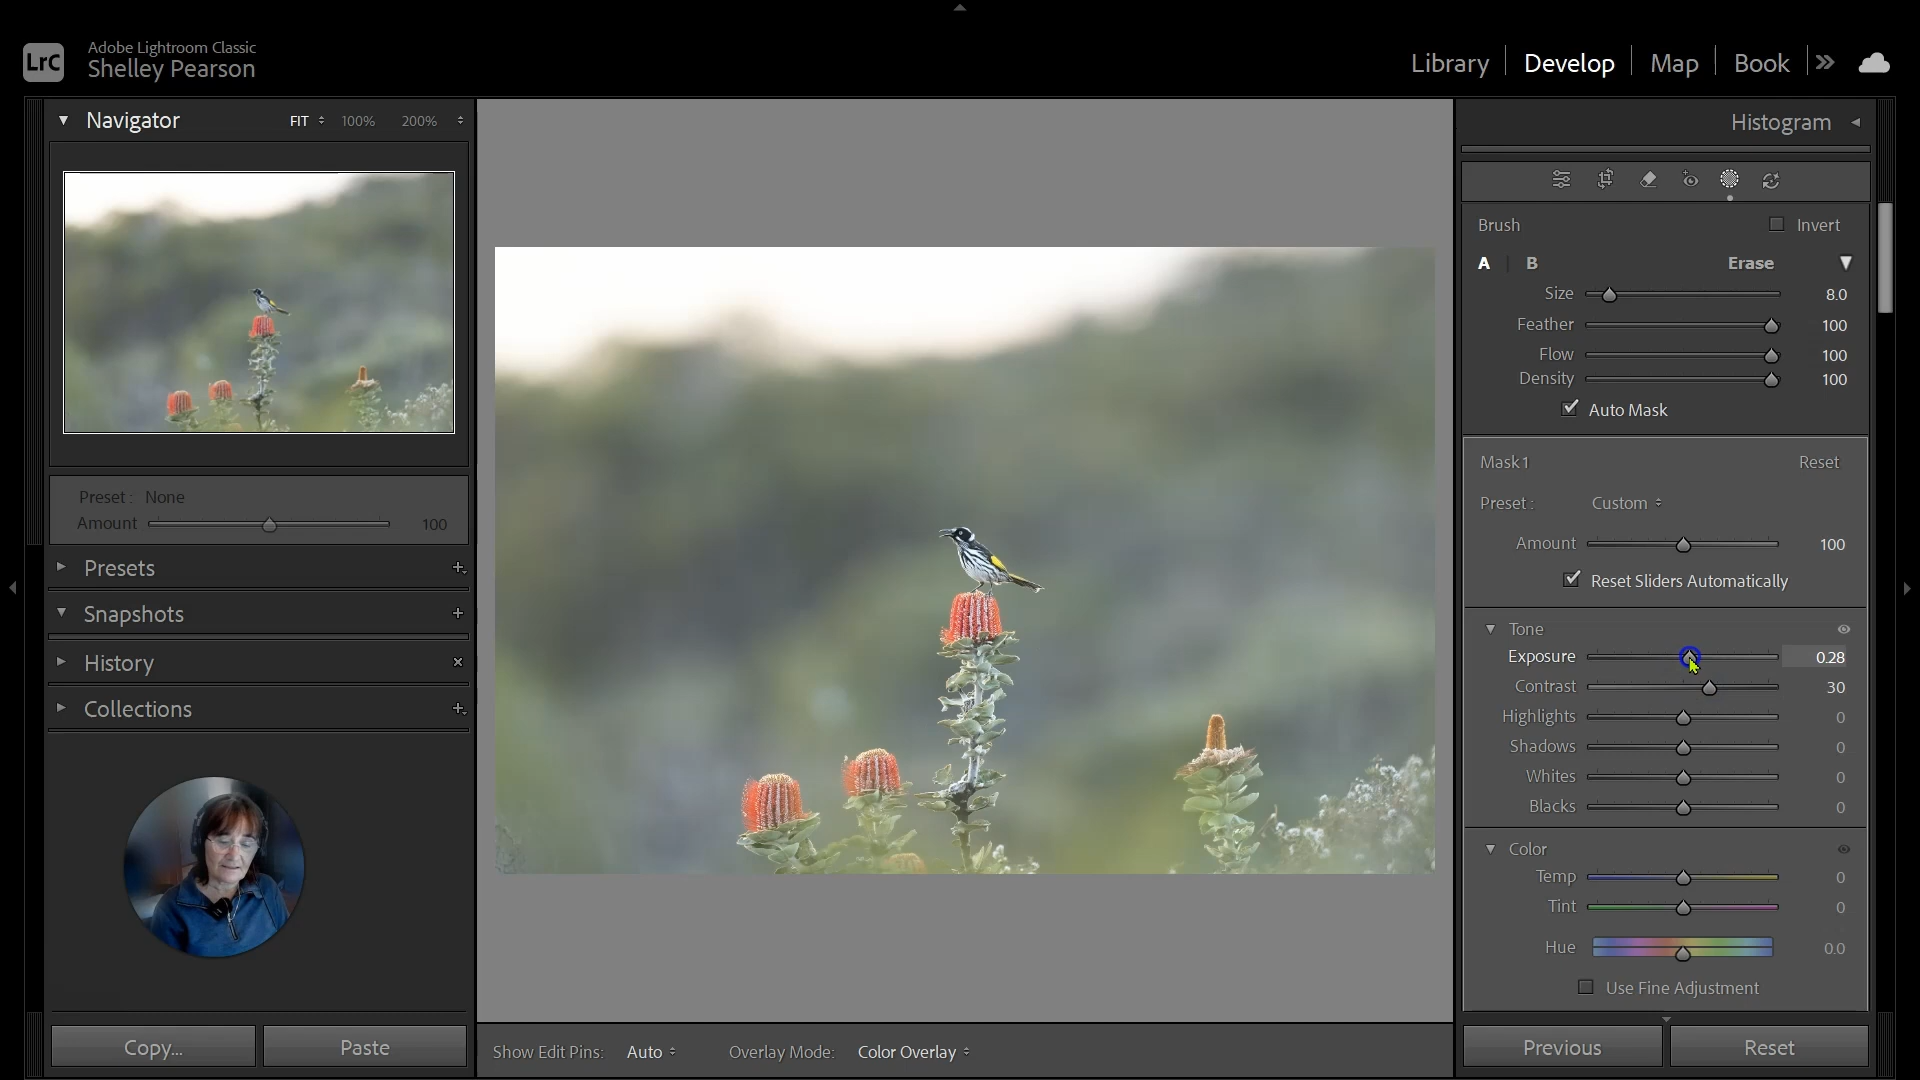 LrC
Adobe Lightroom Classic
Shelley Pearson
Library
Develop
Map
Book
Navigator
FIT
100%
200%
Preset: None
Amount
100
Presets
Snapshots
History
Collections
Copy...
Paste
Show Edit Pins:
Auto
Overlay Mode:
Color Overlay
Histogram
Brush
Invert
A
B
Erase
Size
8.0
Feather
100
Flow
100
Density
100
Auto Mask
Mask 1
Reset
Preset:
Custom
Amount
100
Reset Sliders Automatically
Tone
Exposure
0.28
Contrast
30
Highlights
0
Shadows
0
Whites
0
Blacks
0
Color
Temp
0
Tint
0
Hue
0.0
Use Fine Adjustment
Previous
Reset